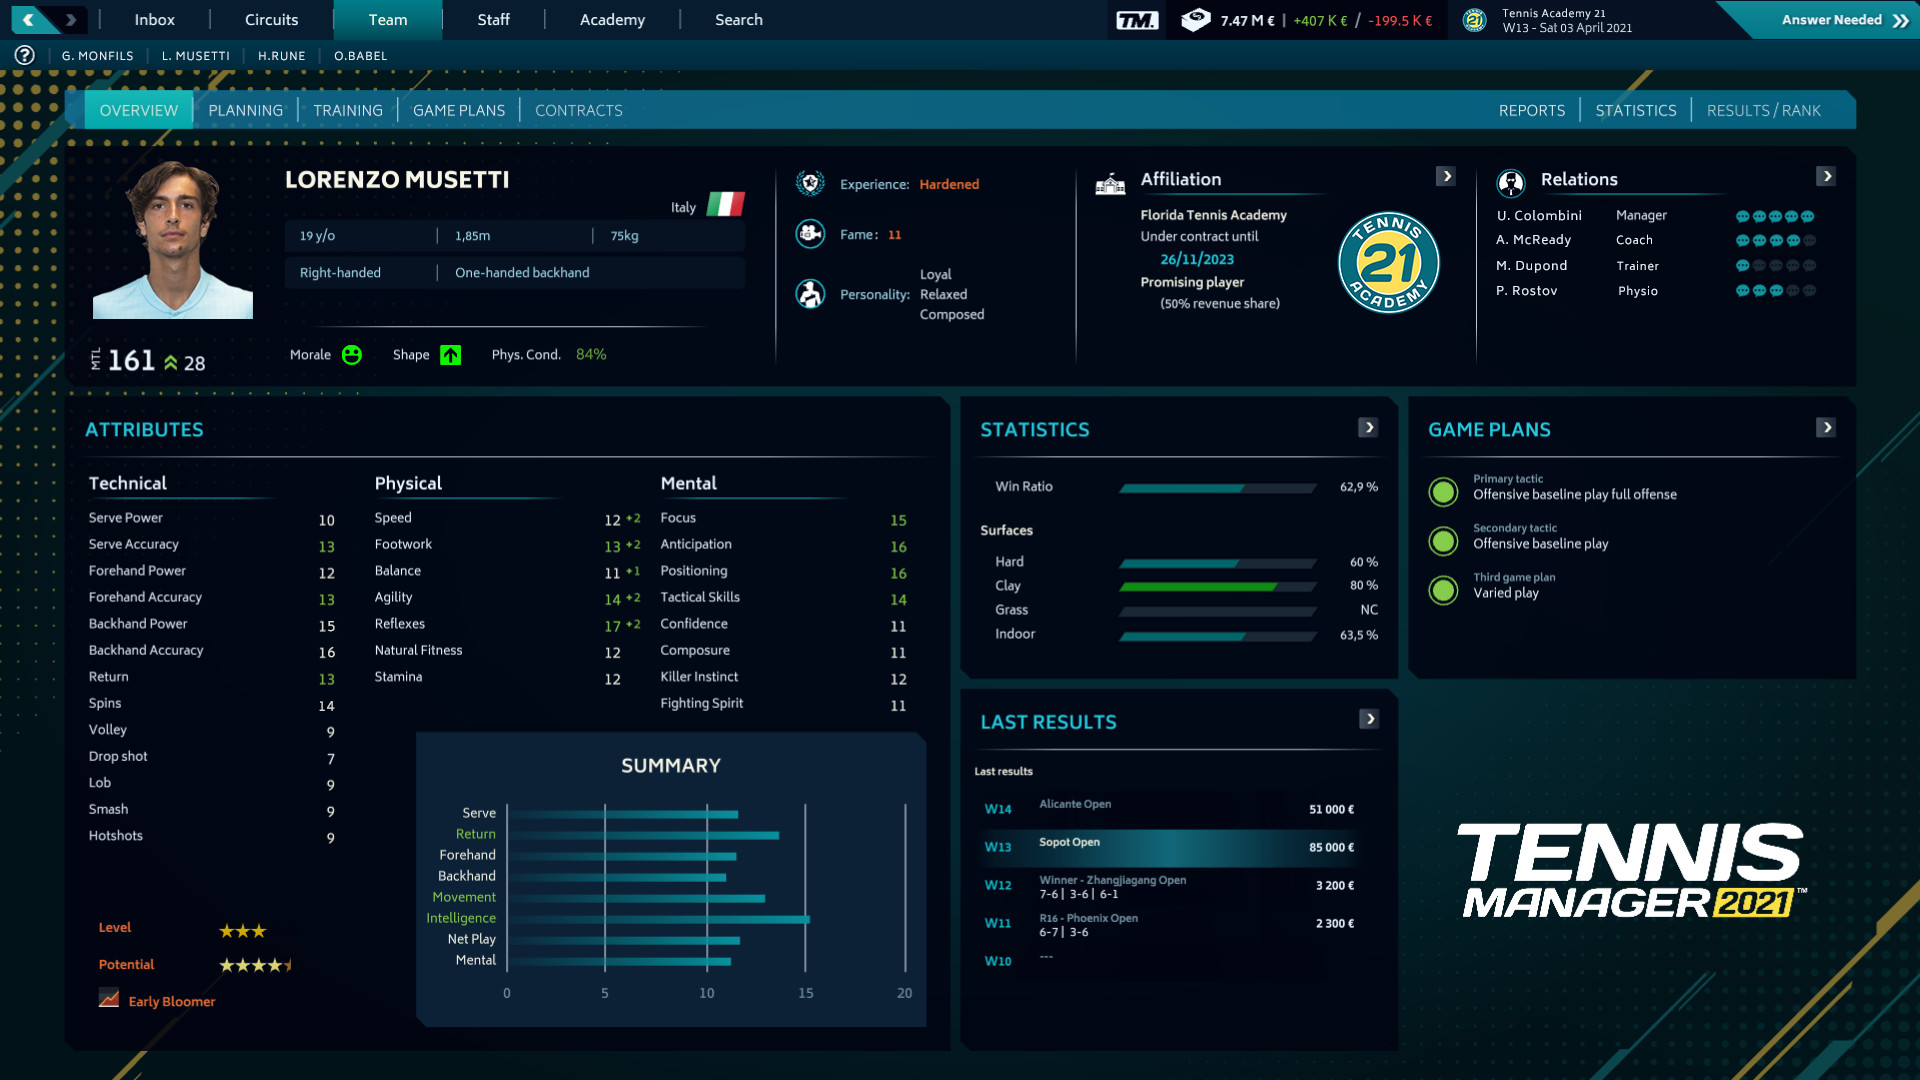 Inbox
Circuits
Team
Staff
Academy
Search
TM.
7.47 M € | +407 K € / -199.5 K €
Tennis Academy 21
W13 - Sat 03 April 2021
Answer Needed
?
G. MONFILS
L. MUSETTI
H.RUNE
O.BABEL
OVERVIEW
PLANNING
TRAINING
GAME PLANS
CONTRACTS
REPORTS
STATISTICS
RESULTS / RANK
LORENZO MUSETTI
Italy
19 y/o
1,85m
75kg
Right-handed
One-handed backhand
MTL 161 28
Morale
Shape
Phys. Cond. 84%
Experience: Hardened
Fame: 11
Personality:
Loyal
Relaxed
Composed
Affiliation
Florida Tennis Academy
Under contract until
26/11/2023
Promising player
(50% revenue share)
TENNIS
21
ACADEMY
Relations
U. Colombini Manager
A. McReady Coach
M. Dupond Trainer
P. Rostov Physio
ATTRIBUTES
Technical
Serve Power 10
Serve Accuracy 13
Forehand Power 12
Forehand Accuracy 13
Backhand Power 15
Backhand Accuracy 16
Return 13
Spins 14
Volley 9
Drop shot 7
Lob 9
Smash 9
Hotshots 9
Physical
Speed 12 +2
Footwork 13 +2
Balance 11 +1
Agility 14 +2
Reflexes 17 +2
Natural Fitness 12
Stamina 12
Mental
Focus 15
Anticipation 16
Positioning 16
Tactical Skills 14
Confidence 11
Composure 11
Killer Instinct 12
Fighting Spirit 11
Level
Potential
Early Bloomer
SUMMARY
Serve
Return
Forehand
Backhand
Movement
Intelligence
Net Play
Mental
0 5 10 15 20
STATISTICS
Win Ratio 62,9 %
Surfaces
Hard 60 %
Clay 80 %
Grass NC
Indoor 63,5 %
LAST RESULTS
Last results
W14 Alicante Open 51 000 €
W13 Sopot Open 85 000 €
W12 Winner - Zhangjiagang Open 3 200 €
7-6 | 3-6 | 6-1
W11 R16 - Phoenix Open 2 300 €
6-7 | 3-6
W10 ---
GAME PLANS
Primary tactic
Offensive baseline play full offense
Secondary tactic
Offensive baseline play
Third game plan
Varied play
TENNIS
MANAGER 2021™